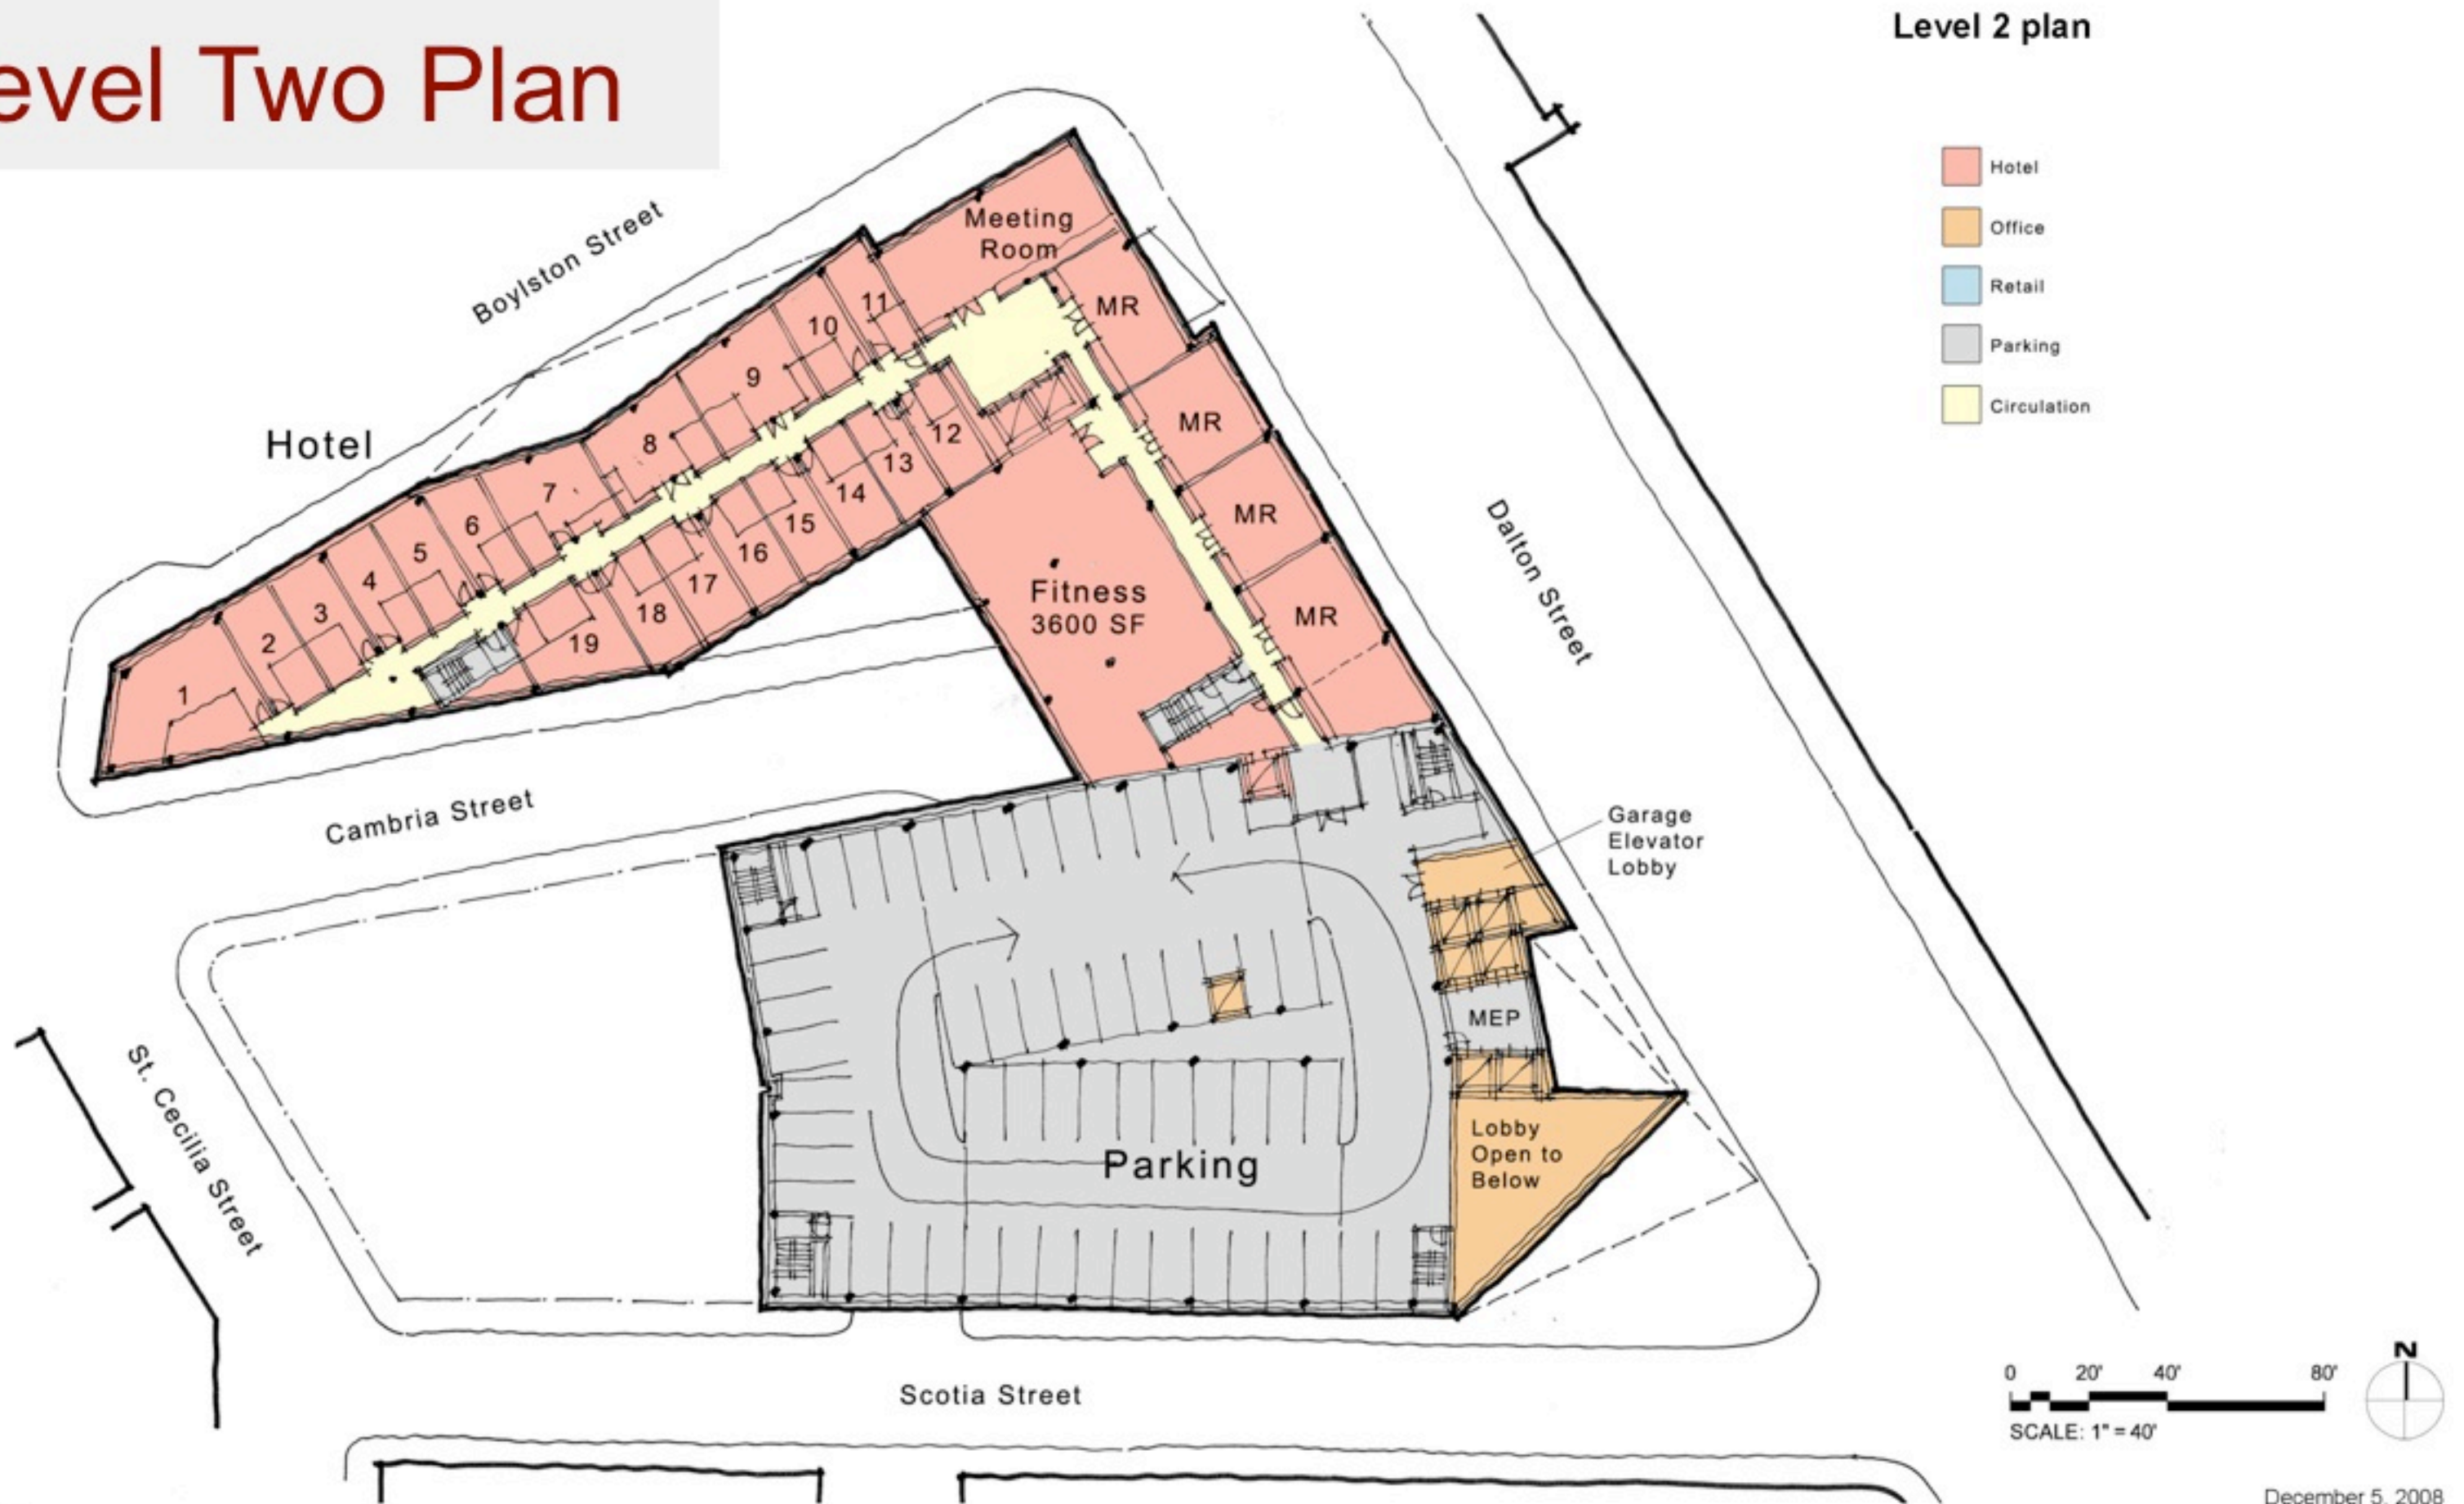 evel Two Plan
Level 2 plan
Hotel
Office
Retail
Parking
Circulation
Boylston Street
Meeting
Room
MR
MR
MR
MR
Hotel
1
2
3
4
5
6
7
8
9
10
11
12
13
14
15
16
17
18
19
Fitness
3600 SF
Dalton Street
Cambria Street
Garage
Elevator
Lobby
MEP
St. Cecilia Street
Lobby
Open to
Below
Parking
Scotia Street
N
0 20' 40' 80'
SCALE: 1" = 40'
December 5, 2008